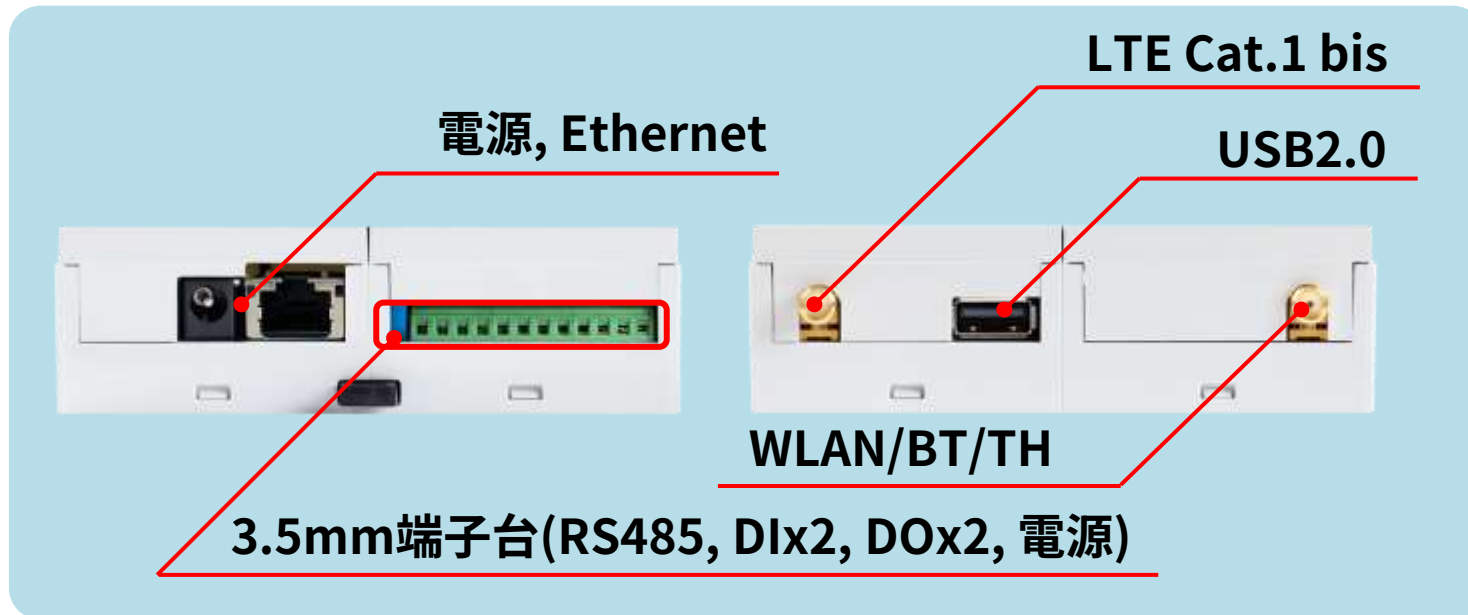 LTE Cat.1 bis
電源, Ethernet
USB2.0
WLAN/BT/TH
3.5mm端子台(RS485, DIx2, DOx2, 電源)